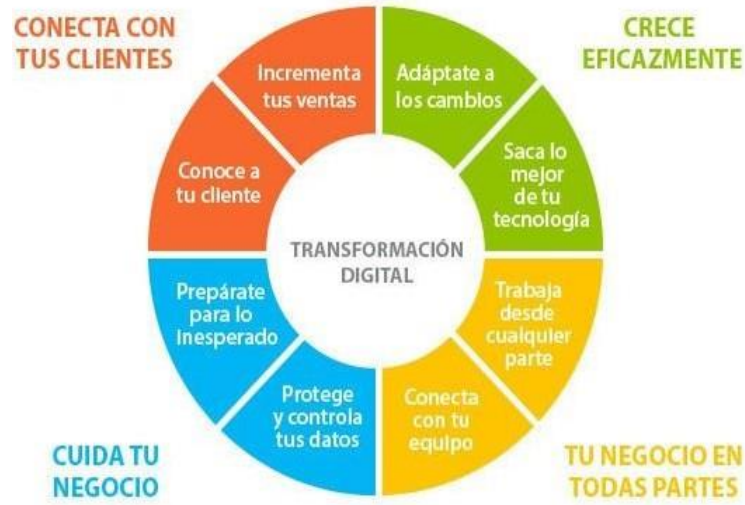 CONECTA CON
TUS CLIENTES
CRECE
EFICAZMENTE
Incrementa
tus ventas
Adáptate a
los cambios
Conoce a
tu cliente
Saca lo
mejor
de tu
tecnología
TRANSFORMACIÓN
DIGITAL
Prepárate
para lo
inesperado
Trabaja
desde
cualquier
parte
Protege
y controla
tus datos
Conecta
con tu
equipo
CUIDA TU
NEGOCIO
TU NEGOCIO EN
TODAS PARTES